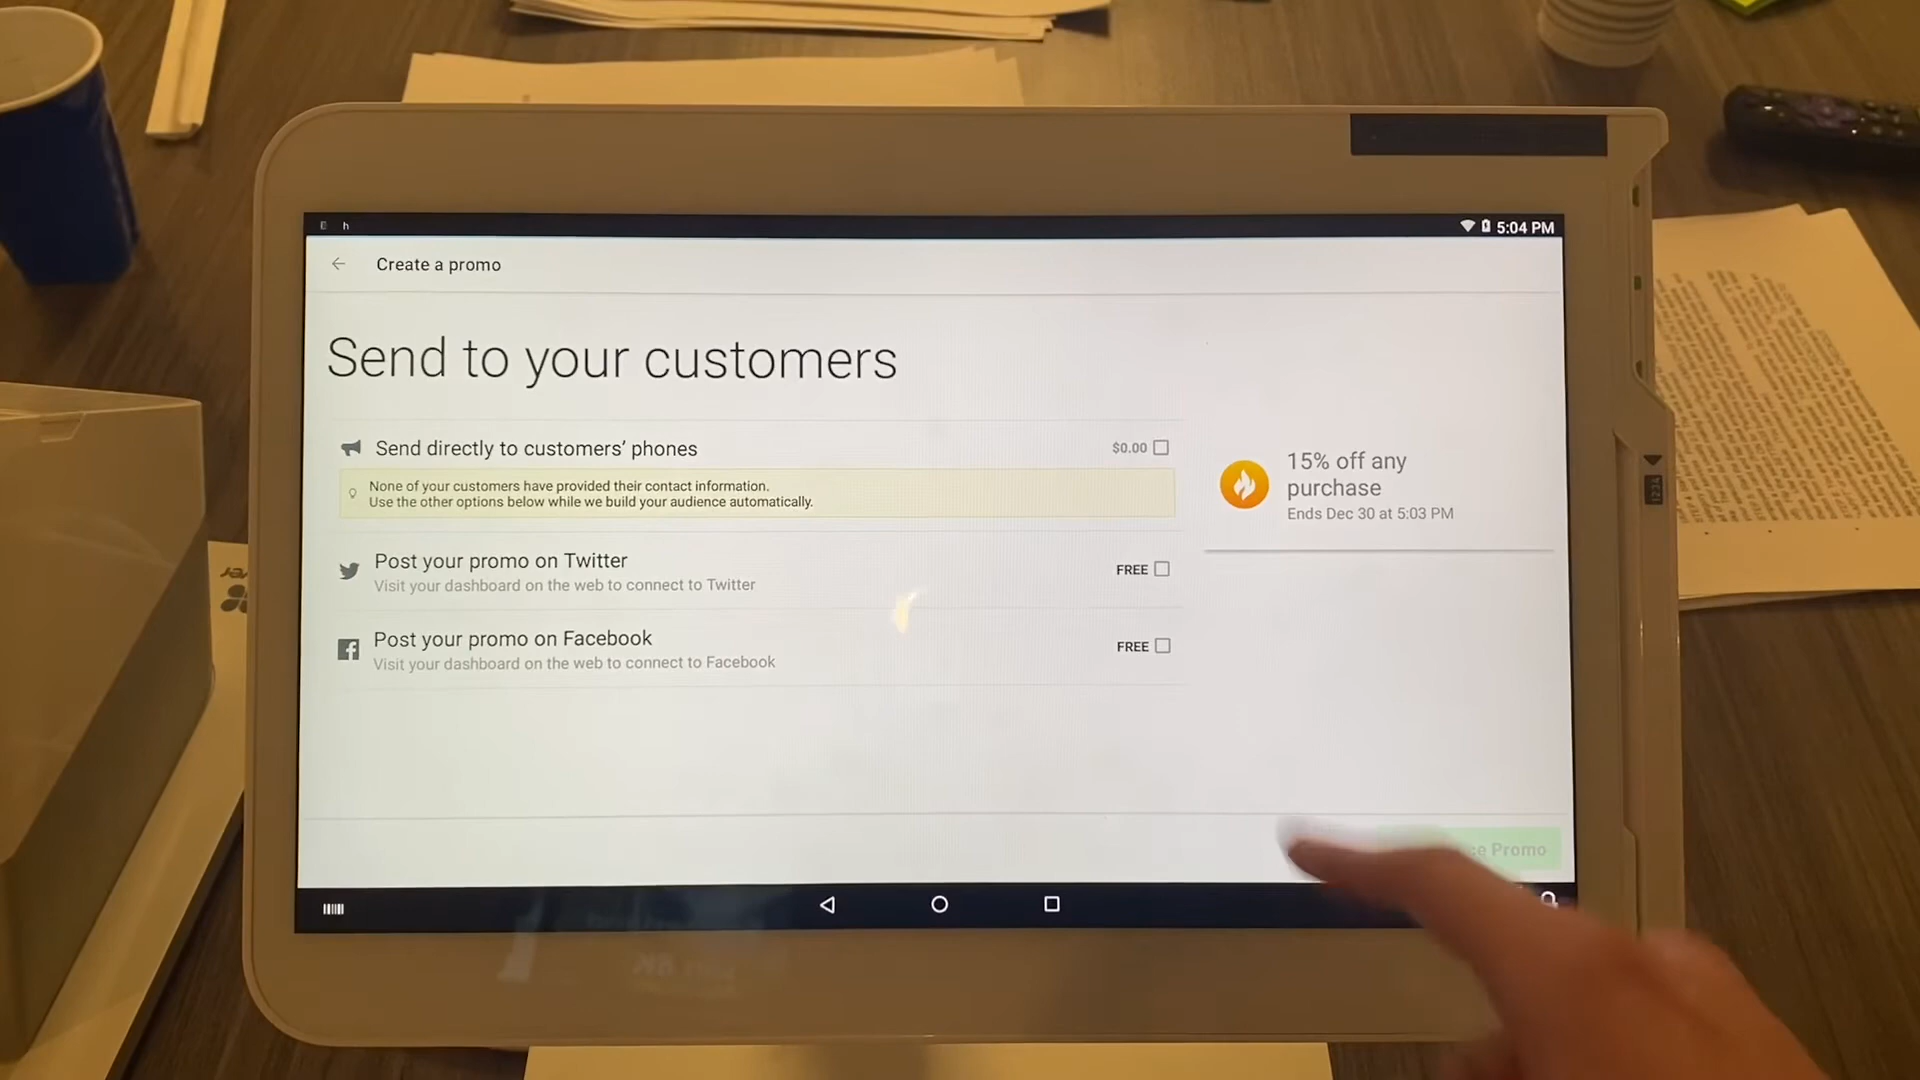 h
5:04 PM
Create a promo
Send to your customers
Send directly to customers’ phones
$0.00
None of your customers have provided their contact information.
Use the other options below while we build your audience automatically.
Post your promo on Twitter
Visit your dashboard on the web to connect to Twitter
FREE
Post your promo on Facebook
Visit your dashboard on the web to connect to Facebook
FREE
15% off any
purchase
Ends Dec 30 at 5:03 PM
Promo